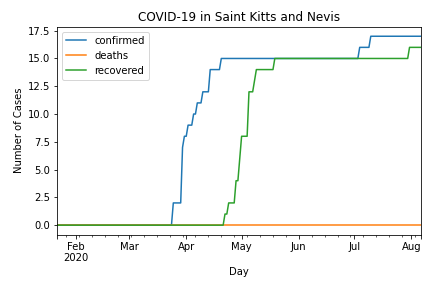 COVID-19 in Saint Kitts and Nevis
confirmed
deaths
recovered
Number of Cases
17.5
15.0
12.5
10.0
7.5
5.0
2.5
0.0
Feb
2020
Mar
Apr
May
Jun
Jul
Aug
Day